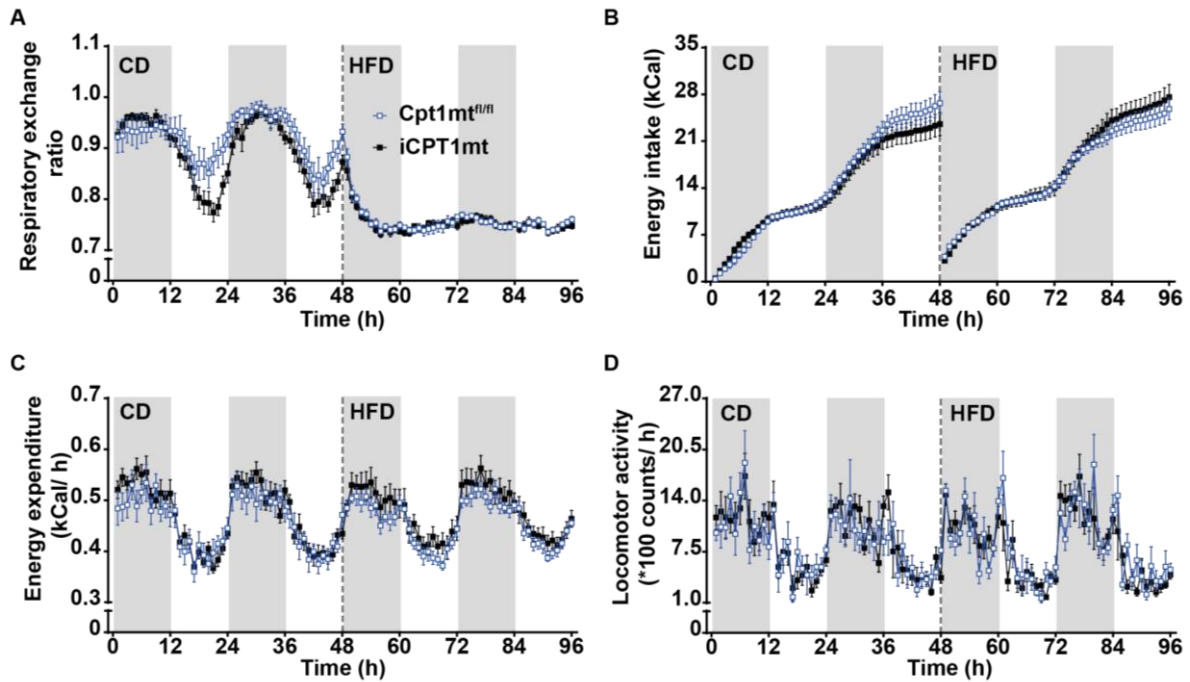 A
Respiratory exchange
ratio
1.1
1.0
0.9
0.8
0.7
0
CD
HFD
Cpt1mt^fl/fl
iCPT1mt
0 12 24 36 48 60 72 84 96
Time (h)
B
Energy intake (kCal)
35
28
21
14
7
0
CD
HFD
0 12 24 36 48 60 72 84 96
Time (h)
C
Energy expenditure
(kCal/ h)
0.7
0.6
0.5
0.4
0.3
0
CD
HFD
0 12 24 36 48 60 72 84 96
Time (h)
D
Locomotor activity
(*100 counts/ h)
27.0
20.5
14.0
7.5
1.0
0
CD
HFD
0 12 24 36 48 60 72 84 96
Time (h)